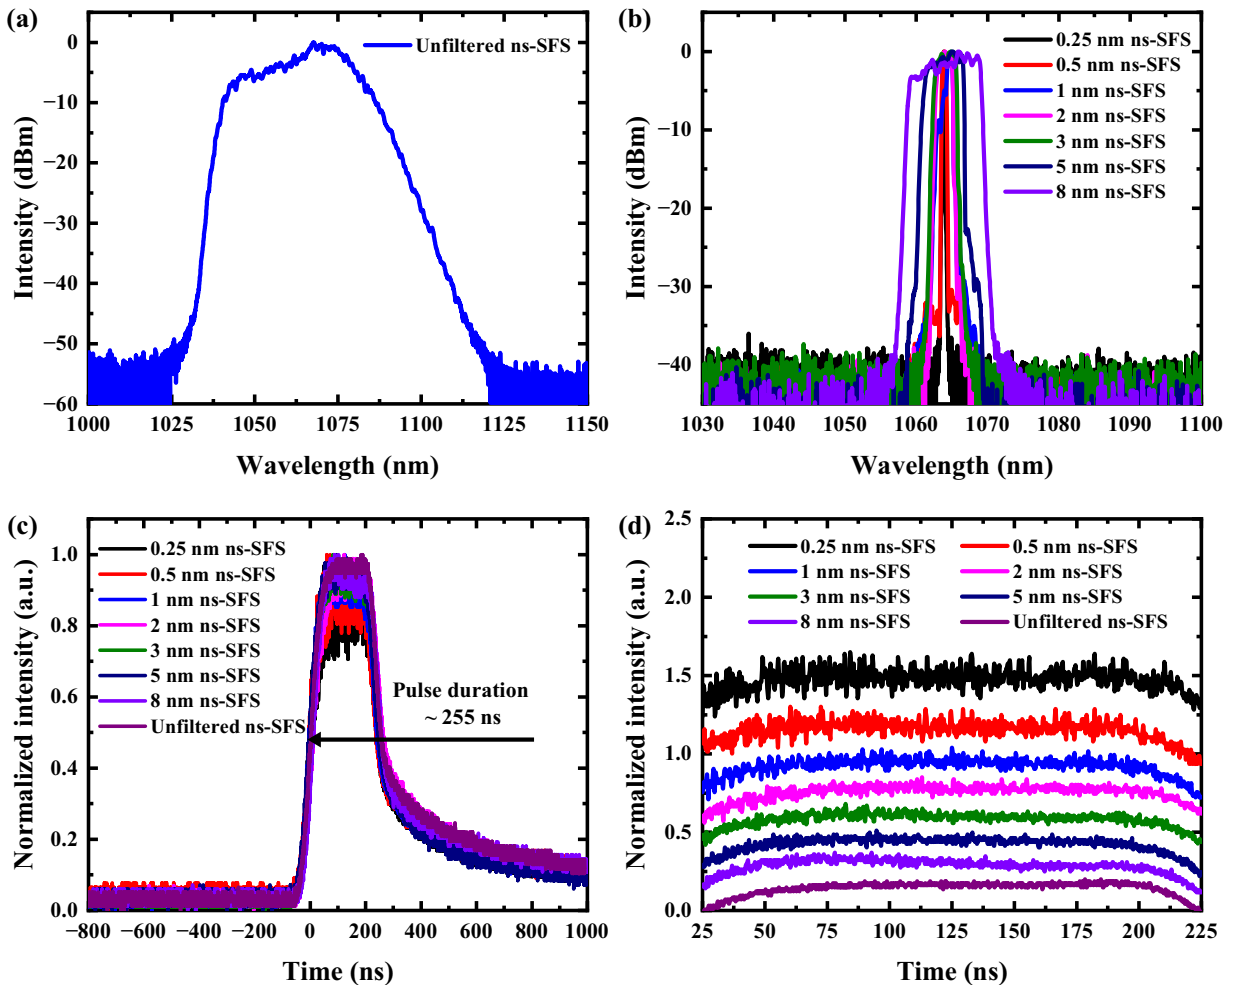 (a)
Unfiltered ns-SFS
0
−10
−20
−30
−40
−50
−60
1000 1025 1050 1075 1100 1125 1150
Intensity (dBm)
Wavelength (nm)
(b)
0.25 nm ns-SFS
0.5 nm ns-SFS
1 nm ns-SFS
2 nm ns-SFS
3 nm ns-SFS
5 nm ns-SFS
8 nm ns-SFS
0
−10
−20
−30
−40
1030 1040 1050 1060 1070 1080 1090 1100
Intensity (dBm)
Wavelength (nm)
(c)
0.25 nm ns-SFS
0.5 nm ns-SFS
1 nm ns-SFS
2 nm ns-SFS
3 nm ns-SFS
5 nm ns-SFS
8 nm ns-SFS
Unfiltered ns-SFS
Pulse duration
~ 255 ns
1.0
0.8
0.6
0.4
0.2
0.0
−800 −600 −400 −200 0 200 400 600 800 1000
Normalized intensity (a.u.)
Time (ns)
(d)
0.25 nm ns-SFS 0.5 nm ns-SFS
1 nm ns-SFS 2 nm ns-SFS
3 nm ns-SFS 5 nm ns-SFS
8 nm ns-SFS Unfiltered ns-SFS
2.5
2.0
1.5
1.0
0.5
0.0
25 50 75 100 125 150 175 200 225
Normalized intensity (a.u.)
Time (ns)